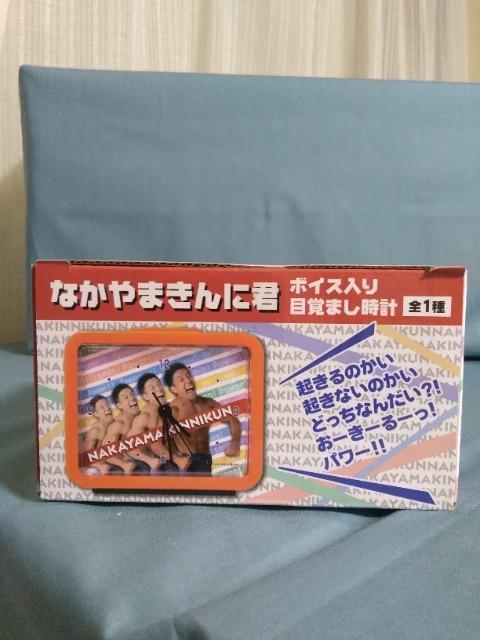 なかやまきんに君
ボイス入り
目覚まし時計
全1種
起きるのかい
起きないのかい
どっちなんだい?!
おーきーるーっ!
パワー!!
12
NAKAYAMAKINNIKUN
6